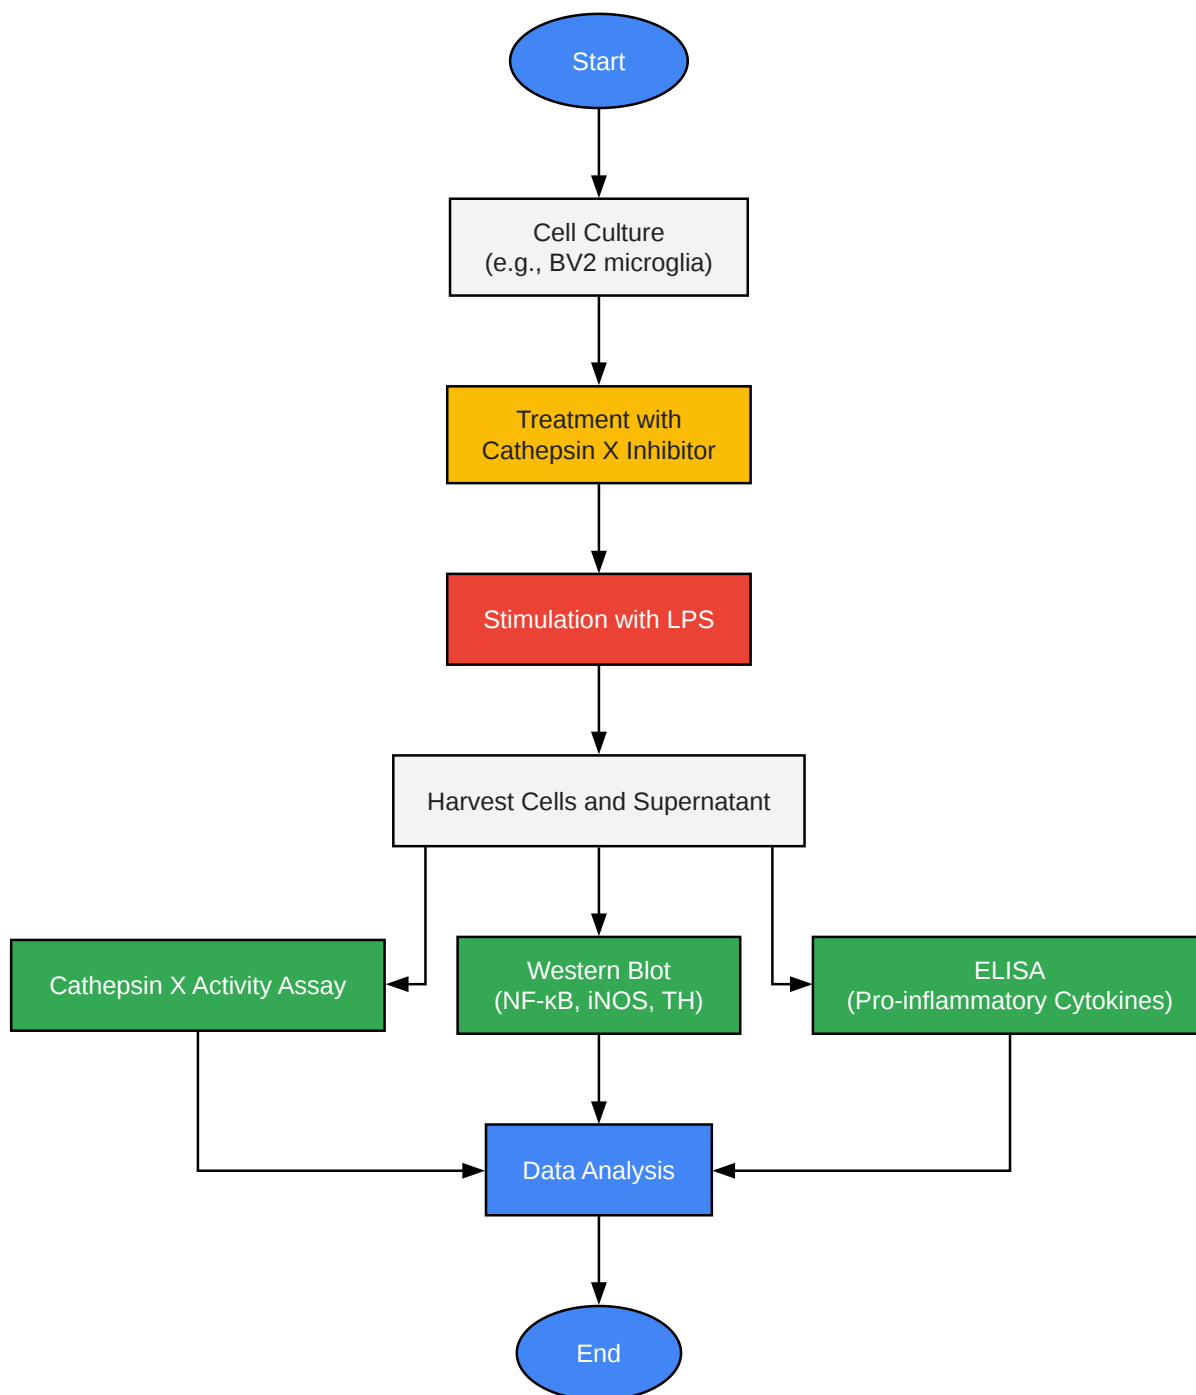 Start
Cell Culture
(e.g., BV2 microglia)
Treatment with
Cathepsin X Inhibitor
Stimulation with LPS
Harvest Cells and Supernatant
Cathepsin X Activity Assay
Western Blot
(NF-κB, iNOS, TH)
ELISA
(Pro-inflammatory Cytokines)
Data Analysis
End